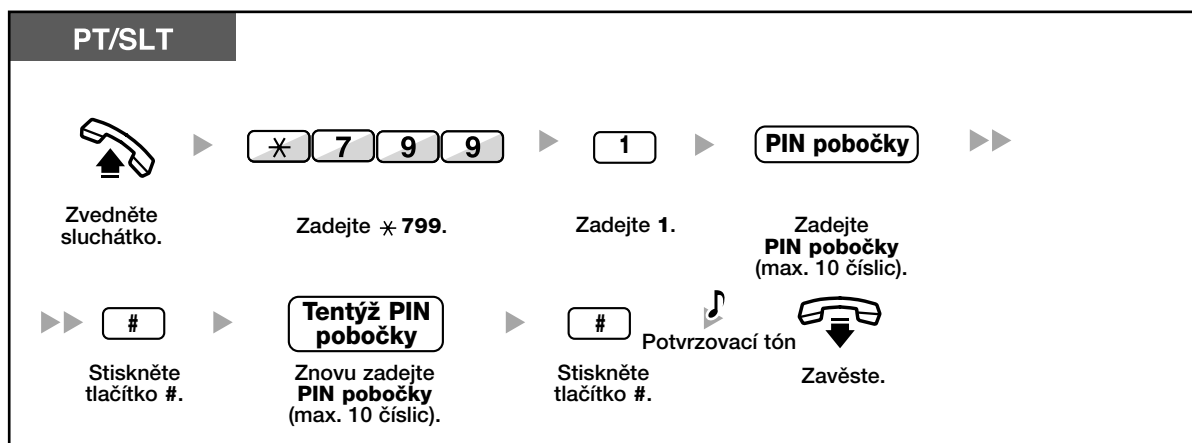 PT/SLT
✳ 7 9 9
1
PIN pobočky
Zvedněte
sluchátko.
Zadejte ✳ 799.
Zadejte 1.
Zadejte
PIN pobočky
(max. 10 číslic).
#
Tentýž PIN
pobočky
#
Potvrzovací tón
Stiskněte
tlačítko #.
Znovu zadejte
PIN pobočky
(max. 10 číslic).
Stiskněte
tlačítko #.
Zavěste.